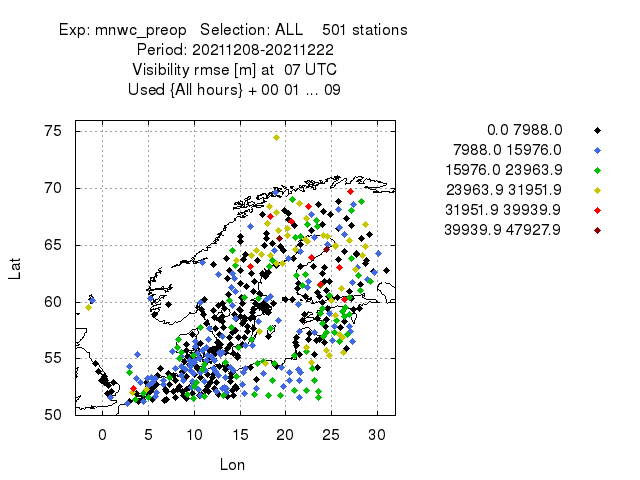 Exp: mnwc_preop Selection: ALL 501 stations
Period: 20211208-20211222
Visibility rmse [m] at 07 UTC
Used {All hours} + 00 01 ... 09
0.0 7988.0
7988.0 15976.0
15976.0 23963.9
23963.9 31951.9
31951.9 39939.9
39939.9 47927.9
75
70
65
60
55
50
Lat
0 5 10 15 20 25 30
Lon